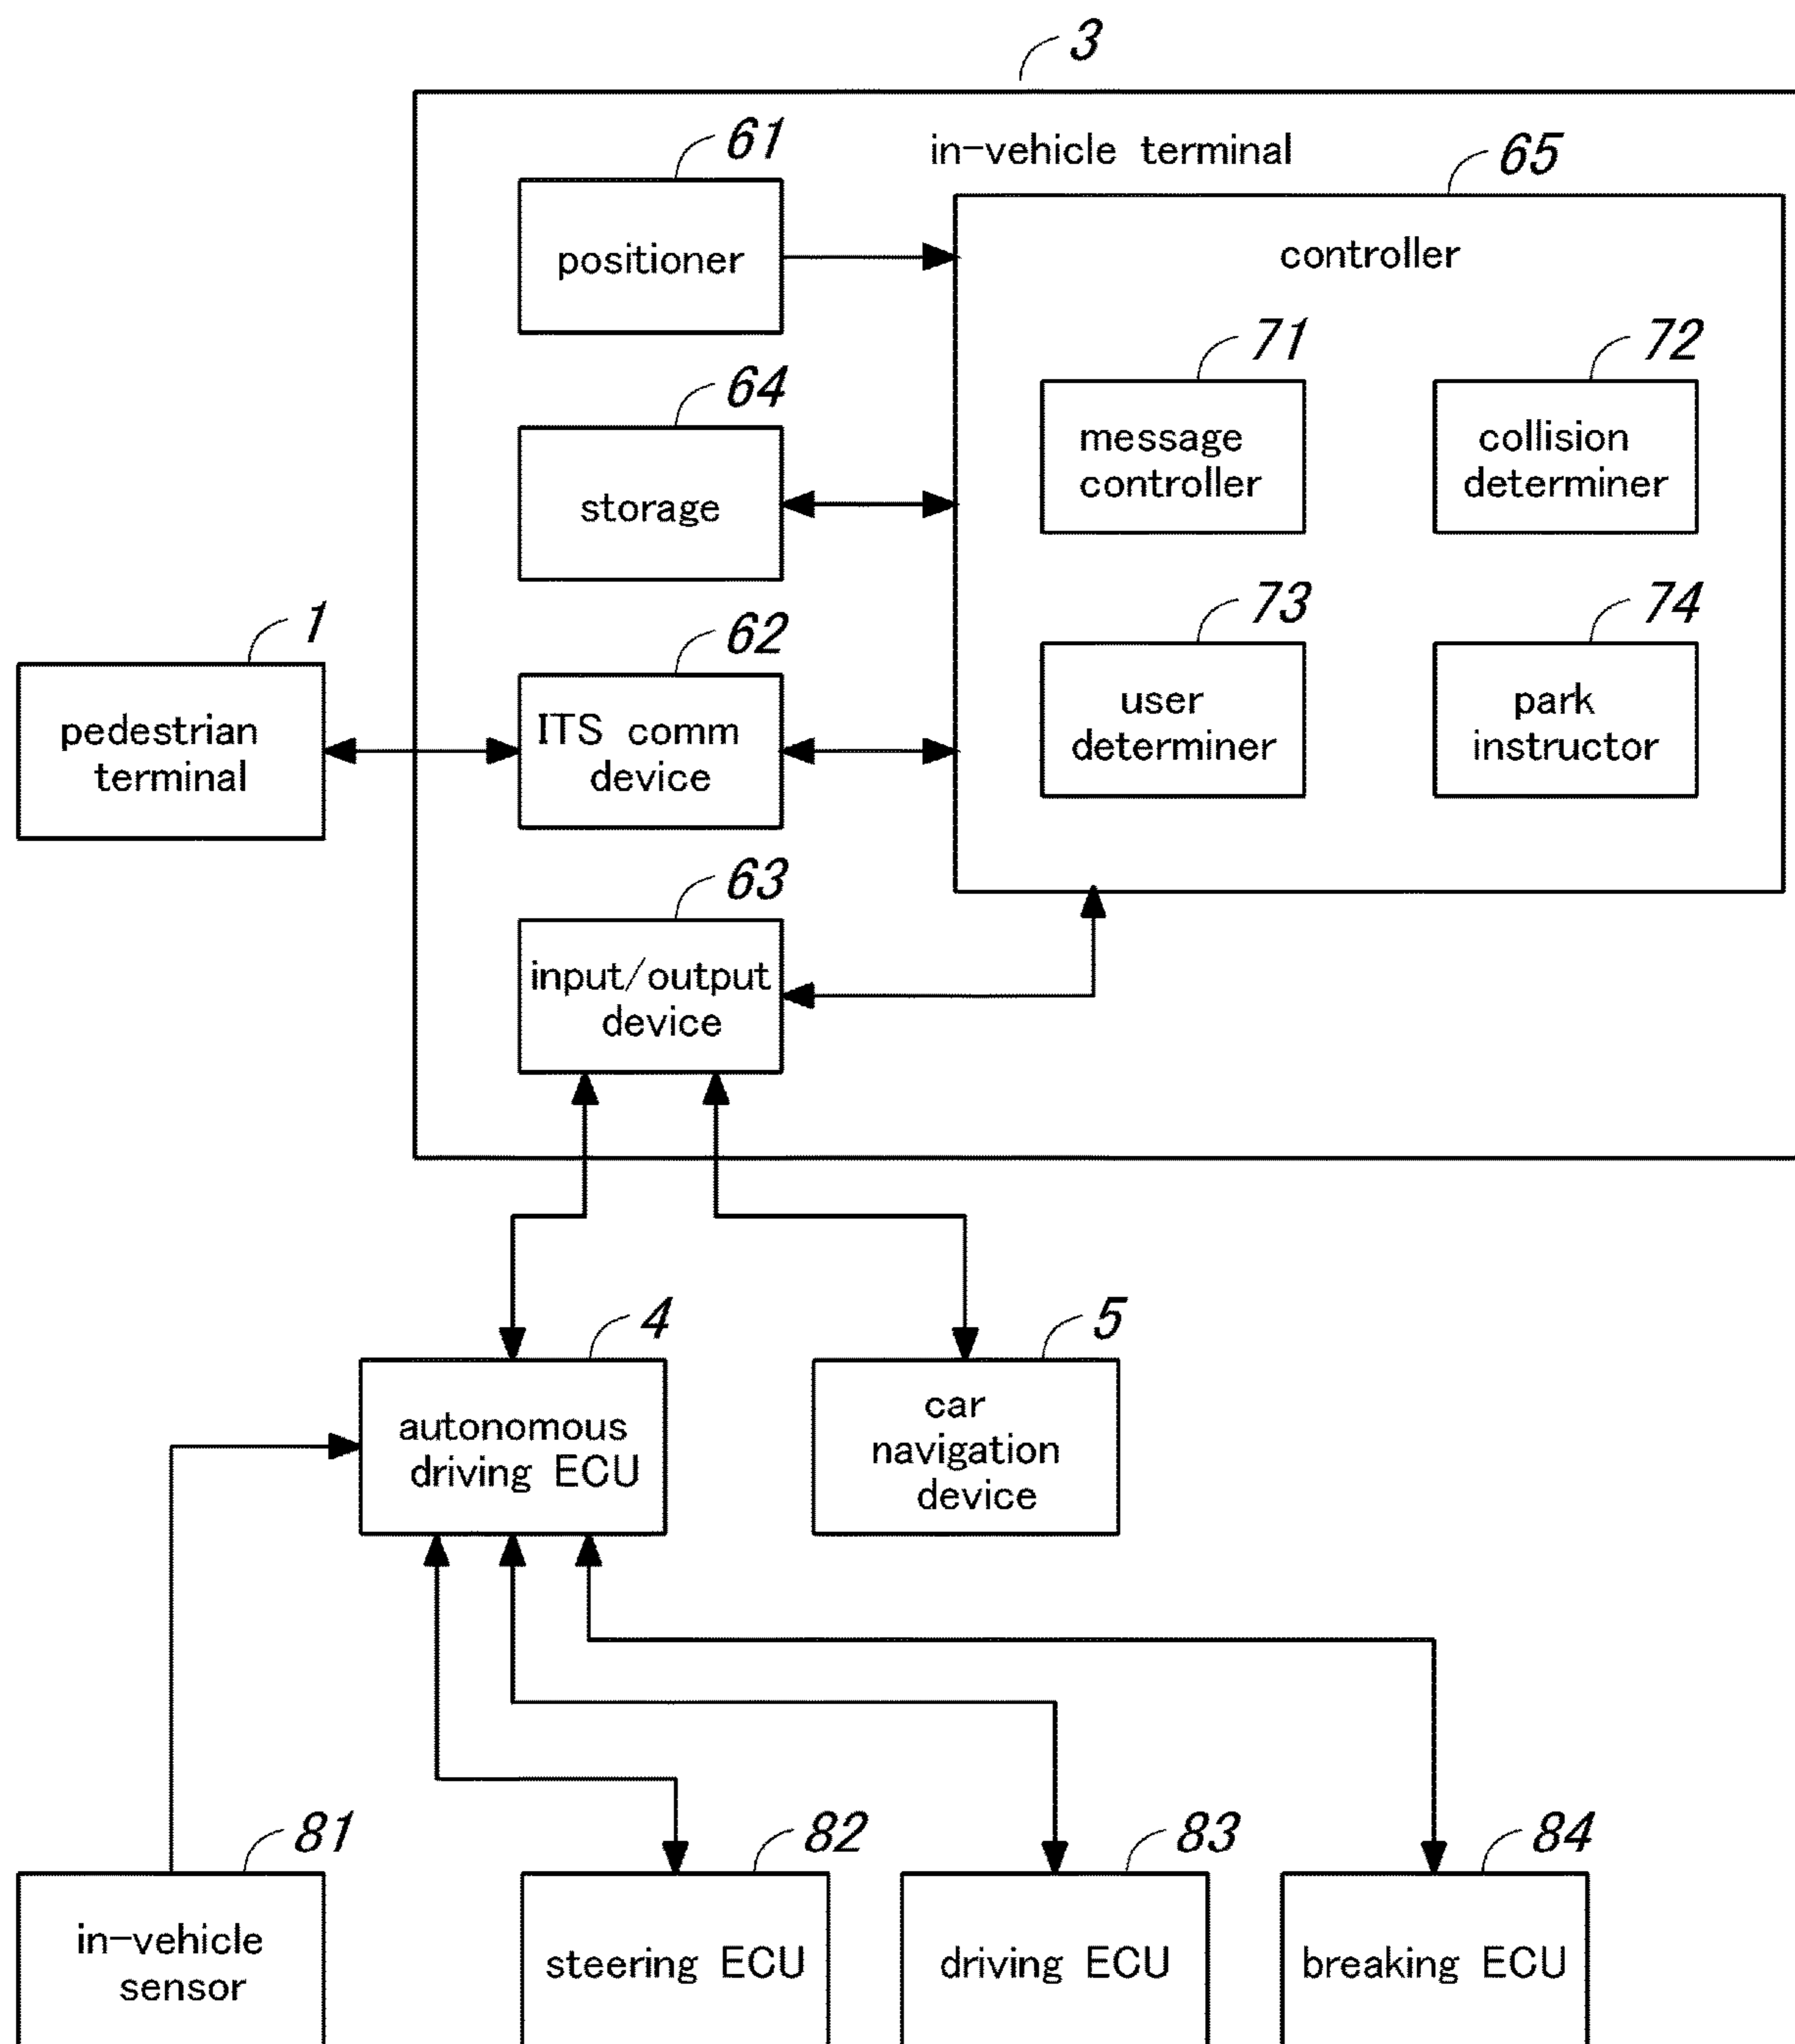 3
in-vehicle terminal
61
positioner
65
controller
64
storage
71
message
controller
72
collision
determiner
1
pedestrian
terminal
62
ITS comm
device
73
user
determiner
74
park
instructor
63
input/output
device
4
autonomous
driving ECU
5
car
navigation
device
81
in-vehicle
sensor
82
steering ECU
83
driving ECU
84
breaking ECU